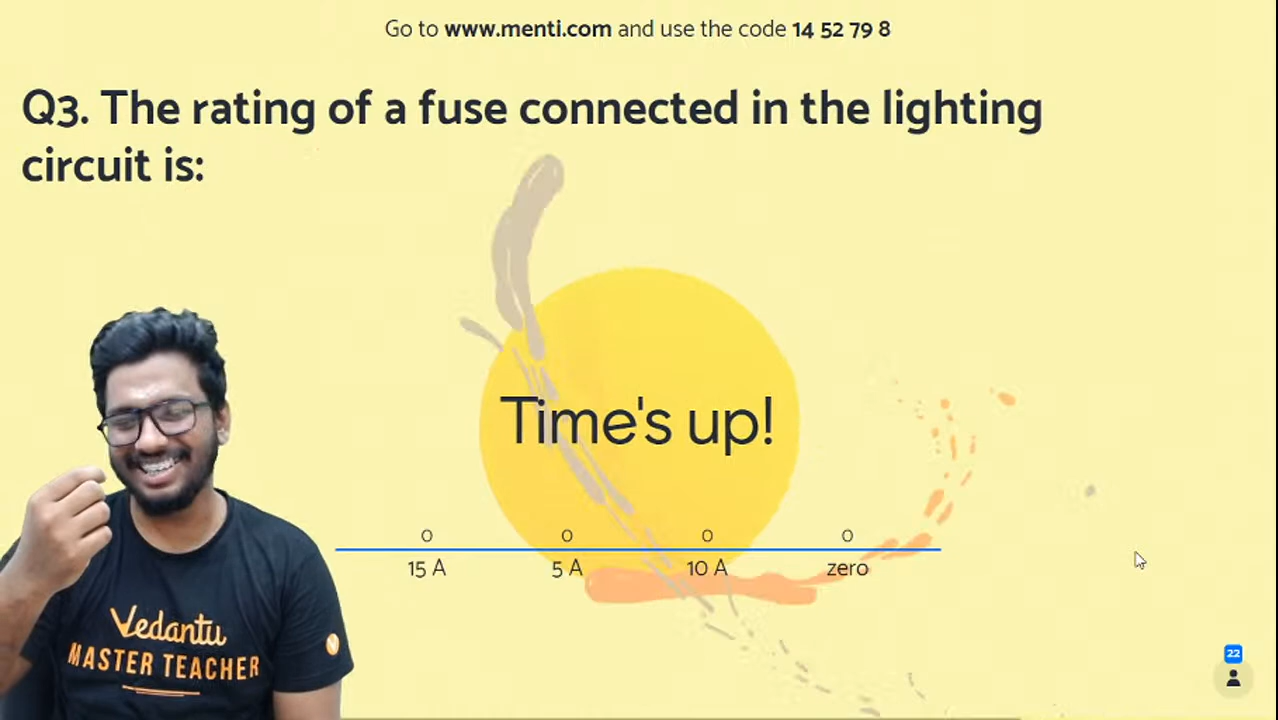 Go to www.menti.com and use the code 14 52 79 8
Q3. The rating of a fuse connected in the lighting
circuit is:
Time's up!
0 0 0 0
15 A 5 A 10 A zero
Vedantu
MASTER TEACHER
22